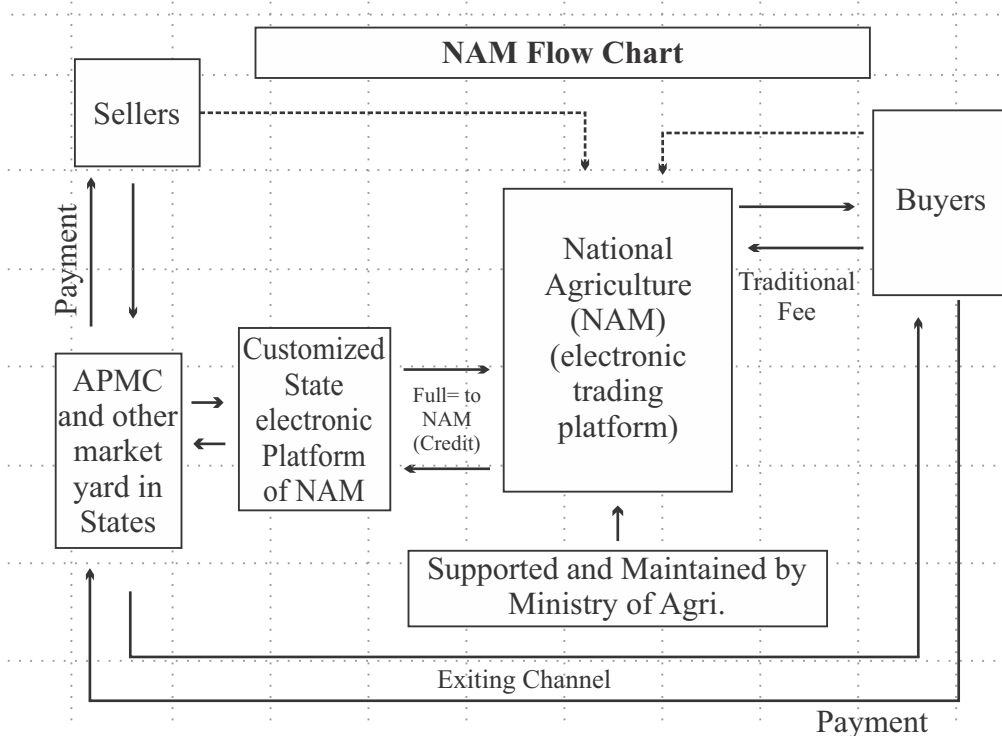 NAM Flow Chart
Sellers
Buyers
Payment
National
Agriculture
(NAM)
(electronic
trading
platform)
Traditional
Fee
APMC
and other
market
yard in
States
Customized
State
electronic
Platform
of NAM
Full= to
NAM
(Credit)
Supported and Maintained by
Ministry of Agri.
Exiting Channel
Payment